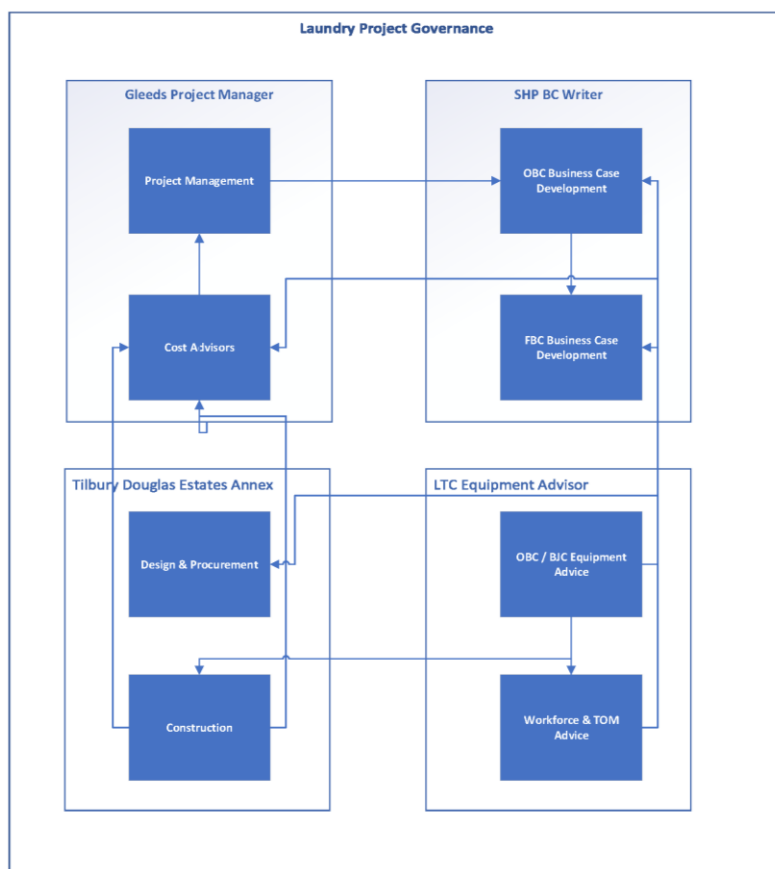 Laundry Project Governance
Gleeds Project Manager
SHP BC Writer
Project Management
OBC Business Case
Development
Cost Advisors
FBC Business Case
Development
Tilbury Douglas Estates Annex
LTC Equipment Advisor
Design & Procurement
OBC / BJC Equipment
Advice
Construction
Workforce & TOM
Advice